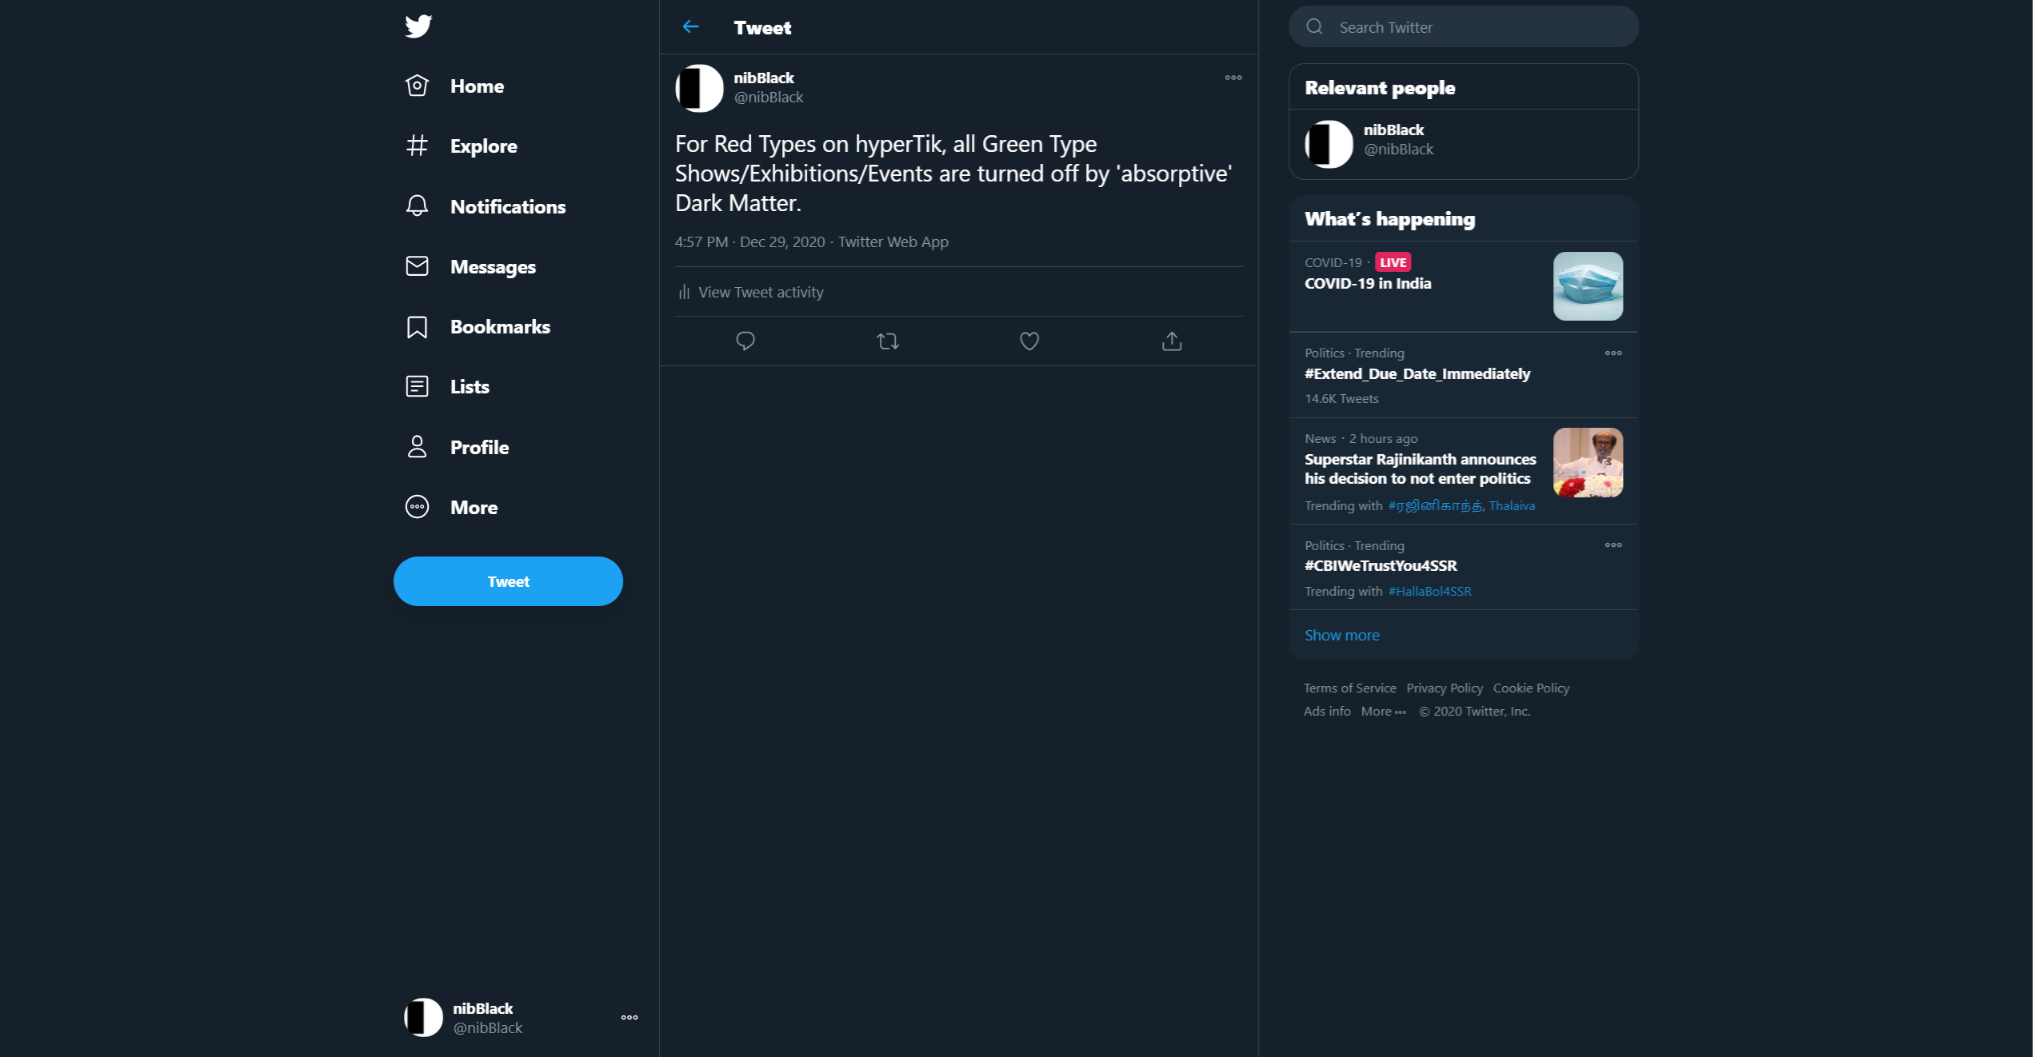 Home
Explore
Notifications
Messages
Bookmarks
Lists
Profile
More
Tweet
nibBlack
@nibBlack
Tweet
nibBlack
@nibBlack
For Red Types on hyperTik, all Green Type
Shows/Exhibitions/Events are turned off by 'absorptive'
Dark Matter.
4:57 PM · Dec 29, 2020 · Twitter Web App
View Tweet activity
Search Twitter
Relevant people
nibBlack
@nibBlack
What's happening
COVID-19 · LIVE
COVID-19 in India
Politics · Trending
#Extend_Due_Date_Immediately
14.6K Tweets
News · 2 hours ago
Superstar Rajinikanth announces
his decision to not enter politics
Trending with #ரஜினிகாந்த், Thalaiva
Politics · Trending
#CBIWeTrustYou4SSR
Trending with #HallaBol4SSR
Show more
Terms of Service Privacy Policy Cookie Policy
Ads info More © 2020 Twitter, Inc.